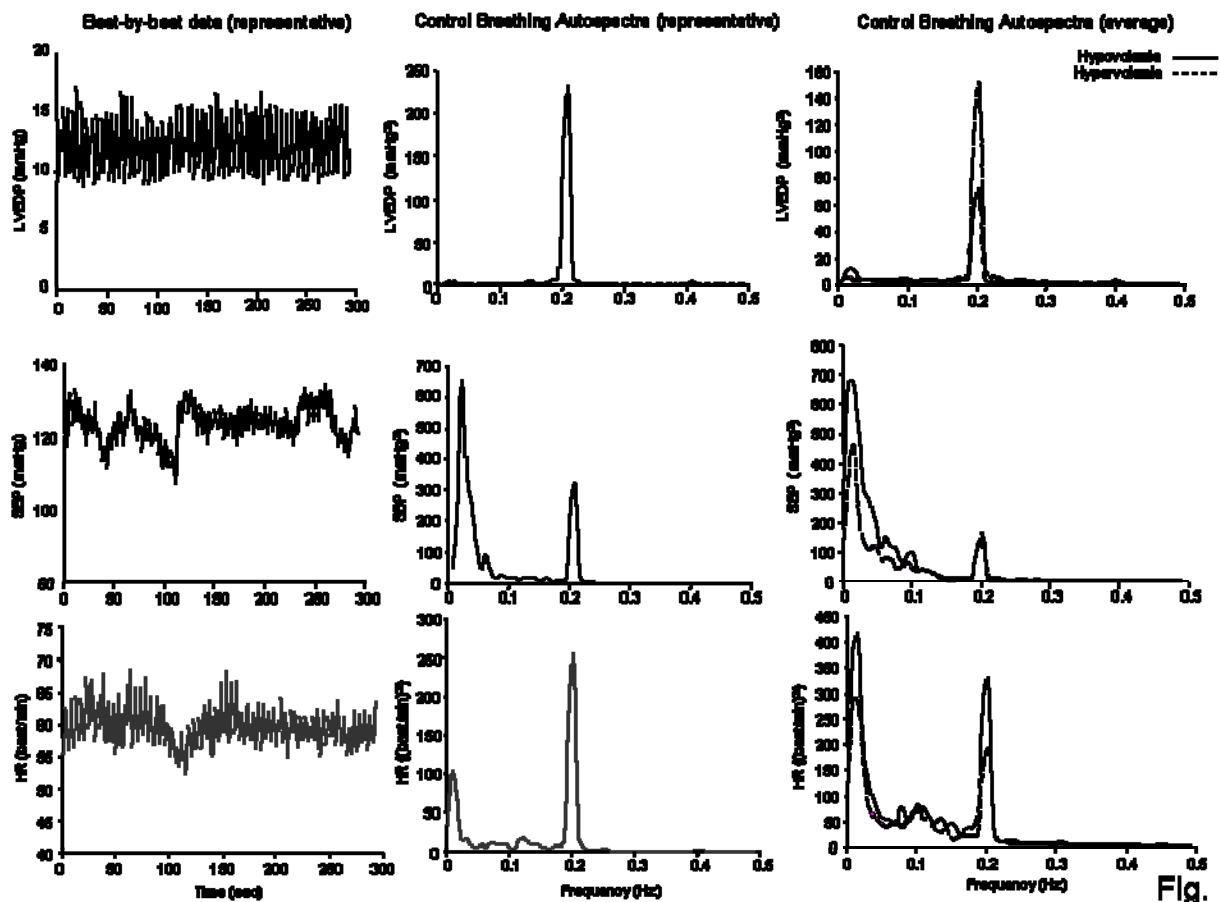 Beat-by-beat data (representative)
Control Breathing Autospectra (representative)
Control Breathing Autospectra (average)
Hypovolemia
Hypervolemia
LVEDP (mmHg)
20
15
10
5
0
0 50 100 150 200 250 300
LVEDP (mmHg²)
250
200
150
100
50
0
0 0.1 0.2 0.3 0.4 0.5
LVEDP (mmHg²)
160
140
120
100
80
60
40
20
0
0 0.1 0.2 0.3 0.4 0.5
SBP (mmHg)
140
120
100
80
0 50 100 150 200 250 300
SBP (mmHg²)
700
600
500
400
300
200
100
0
0 0.1 0.2 0.3 0.4 0.5
SBP (mmHg²)
800
700
600
500
400
300
200
100
0
0 0.1 0.2 0.3 0.4 0.5
HR (beat/min)
75
70
65
60
55
50
45
40
0 50 100 150 200 250 300
Time (sec)
HR ((beat/min)²)
300
250
200
150
100
50
0
0 0.1 0.2 0.3 0.4 0.5
Frequency (Hz)
HR ((beat/min)²)
450
400
350
300
250
200
150
100
50
0
0 0.1 0.2 0.3 0.4 0.5
Frequency (Hz)
Fig.